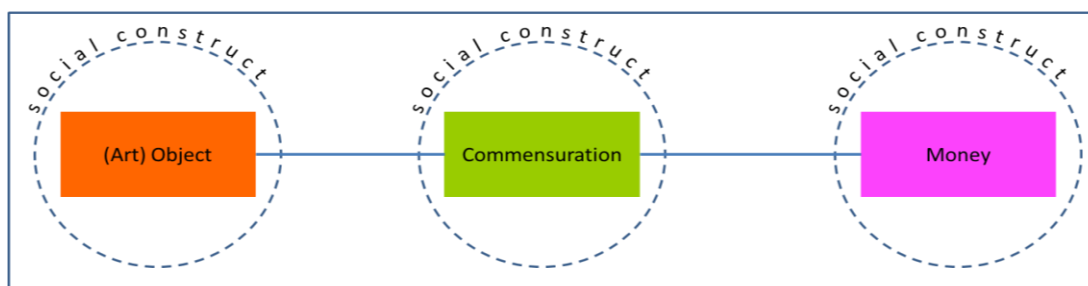 social construct
social construct
social construct
(Art) Object
Commensuration
Money